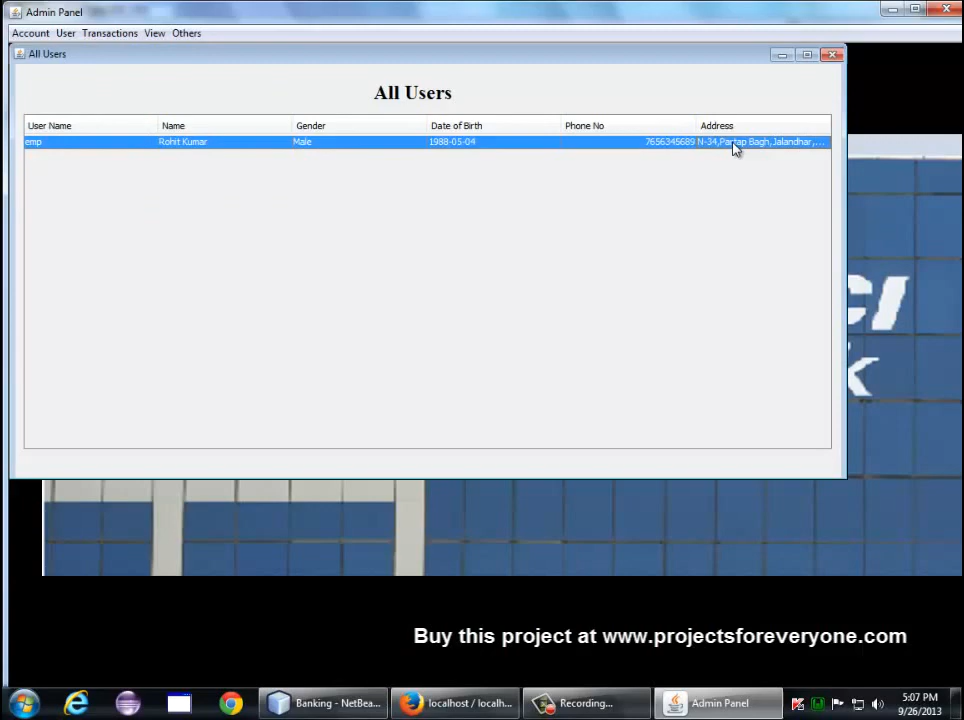 Admin Panel
Account User Transactions View Others
All Users
All Users
User Name Name Gender Date of Birth Phone No Address
emp Rohit Kumar Male 1988-05-04 7656345689 N-34,Partap Bagh,Jalandhar,...
Buy this project at www.projectsforeveryone.com
Banking - NetBea... localhost / localh... Recording... Admin Panel 5:07 PM
9/26/2013